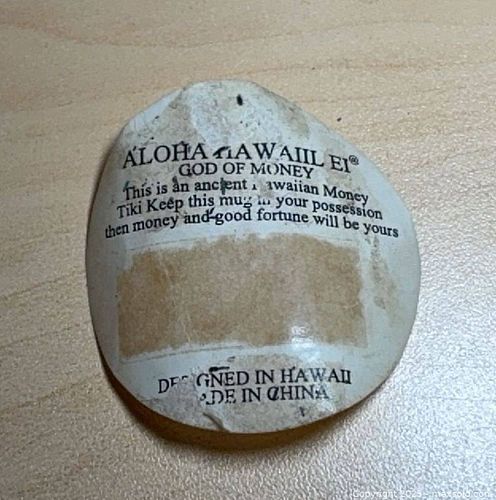 ALOHA HAWAIIL EI®
GOD OF MONEY
This is an ancient Hawaiian Money
Tiki Keep this mug in your possession
then money and good fortune will be yours
DESIGNED IN HAWAII
MADE IN CHINA